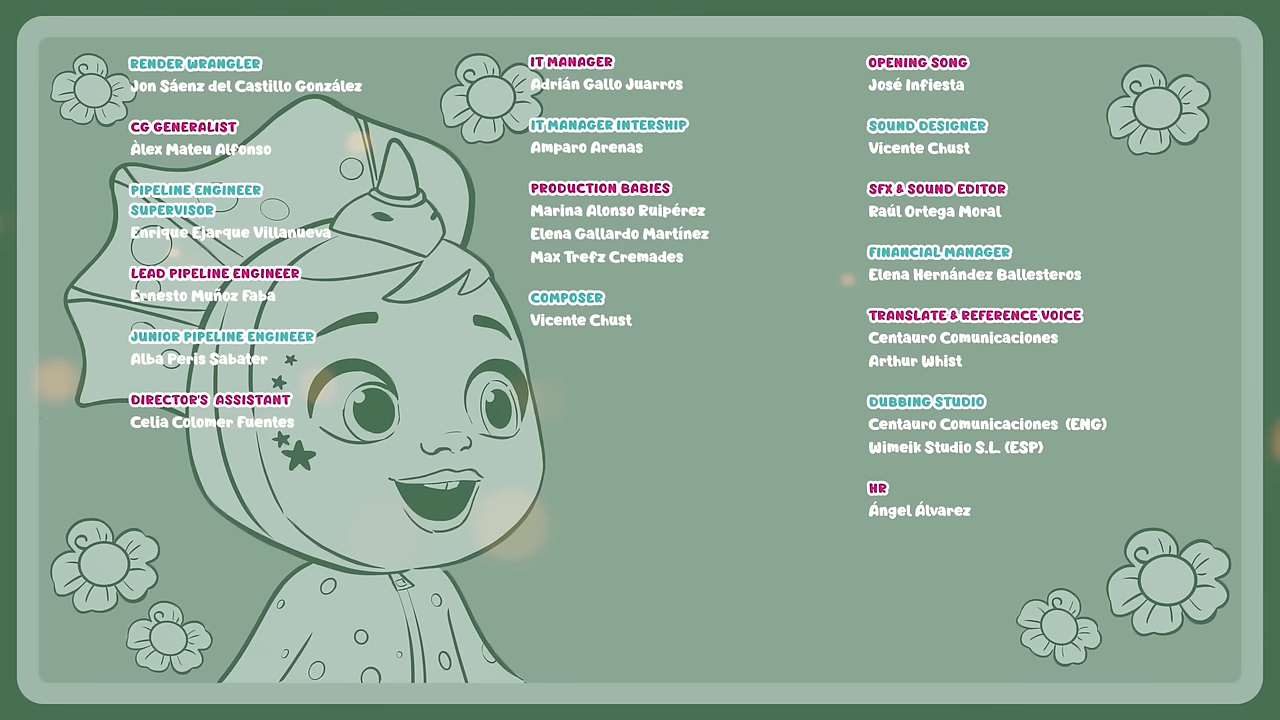 RENDER WRANGLER
Jon Sáenz del Castillo González
CG GENERALIST
Àlex Mateu Alfonso
PIPELINE ENGINEER
SUPERVISOR
Enrique Ejarque Villanueva
LEAD PIPELINE ENGINEER
Ernesto Muñoz Faba
JUNIOR PIPELINE ENGINEER
Alba Peris Sabater
DIRECTOR'S ASSISTANT
Celia Colomer Fuentes
IT MANAGER
Adrián Gallo Juarros
IT MANAGER INTERSHIP
Amparo Arenas
PRODUCTION BABIES
Marina Alonso Ruipérez
Elena Gallardo Martínez
Max Trefz Cremades
COMPOSER
Vicente Chust
OPENING SONG
José Infiesta
SOUND DESIGNER
Vicente Chust
SFX & SOUND EDITOR
Raúl Ortega Moral
FINANCIAL MANAGER
Elena Hernández Ballesteros
TRANSLATE & REFERENCE VOICE
Centauro Comunicaciones
Arthur Whist
DUBBING STUDIO
Centauro Comunicaciones (ENG)
Wimeik Studio S.L. (ESP)
HR
Ángel Álvarez